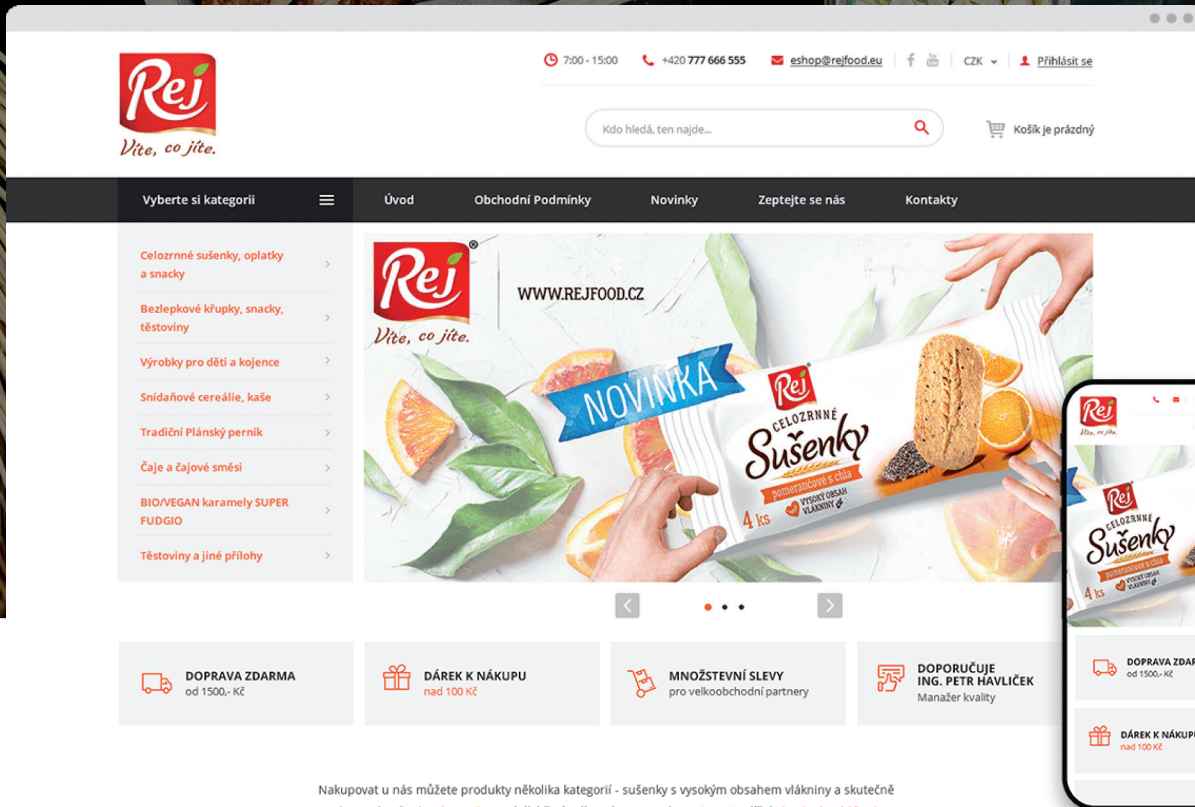 7:00 - 15:00
+420 777 666 555
eshop@rejfood.eu
You
CZK
Přihlásit se
Rej
Víte, co jíte.
Kdo hledá, ten najde...
Košík je prázdný
Vyberte si kategorii
Úvod
Obchodní Podmínky
Novinky
Zeptejte se nás
Kontakty
Celozrnné sušenky, oplatky
a snacky
Bezlepkové křupky, snacky,
těstoviny
Výrobky pro děti a kojence
Snídaňové cereálie, kaše
Tradiční Plánský perník
Čaje a čajové směsi
BIO/VEGAN karamely SUPER
FUDGIO
Těstoviny a jiné přílohy
Rej®
Víte, co jíte.
WWW.REJFOOD.CZ
NOVINKA
Rej
CELOZRNNÉ
Sušenky
pomerančové s chia
VYSOKÝ OBSAH
VLÁKNINY
4 ks
DOPRAVA ZDARMA
od 1500,- Kč
DÁREK K NÁKUPU
nad 100 Kč
MNOŽSTEVNÍ SLEVY
pro velkoobchodní partnery
DOPORUČUJE
ING. PETR HAVLIČEK
Manažer kvality
Nakupovat u nás můžete produkty několika kategorií - sušenky s vysokým obsahem vlákniny a skutečně
Rej
Víte, co jíte.
Rej
CELOZRNNÉ
Sušenky
pomerančové s chia
VYSOKÝ OBSAH
VLÁKNINY
4 ks
DOPRAVA ZDAR
od 1500,- Kč
DÁREK K NÁKUPU
nad 100 Kč